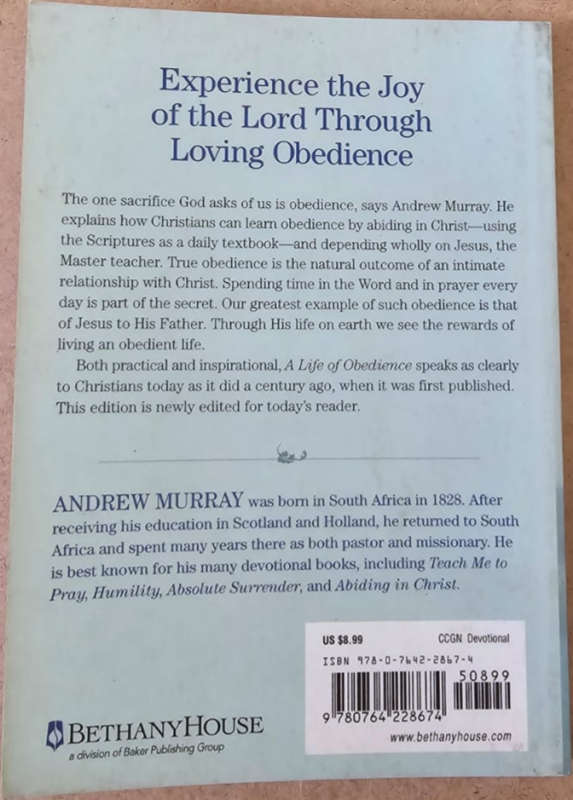 Experience the Joy
of the Lord Through
Loving Obedience
The one sacrifice God asks of us is obedience, says Andrew Murray. He
explains how Christians can learn obedience by abiding in Christ—using
the Scriptures as a daily textbook—and depending wholly on Jesus, the
Master teacher. True obedience is the natural outcome of an intimate
relationship with Christ. Spending time in the Word and in prayer every
day is part of the secret. Our greatest example of such obedience is that
of Jesus to His Father. Through His life on earth we see the rewards of
living an obedient life.
Both practical and inspirational, A Life of Obedience speaks as clearly
to Christians today as it did a century ago, when it was first published.
This edition is newly edited for today's reader.
ANDREW MURRAY was born in South Africa in 1828. After
receiving his education in Scotland and Holland, he returned to South
Africa and spent many years there as both pastor and missionary. He
is best known for his many devotional books, including Teach Me to
Pray, Humility, Absolute Surrender, and Abiding in Christ.
US $8.99 CCGN Devotional
ISBN 978-0-7642-2867-4
50899
9 780764 228674
www.bethanyhouse.com
BETHANYHOUSE
a division of Baker Publishing Group